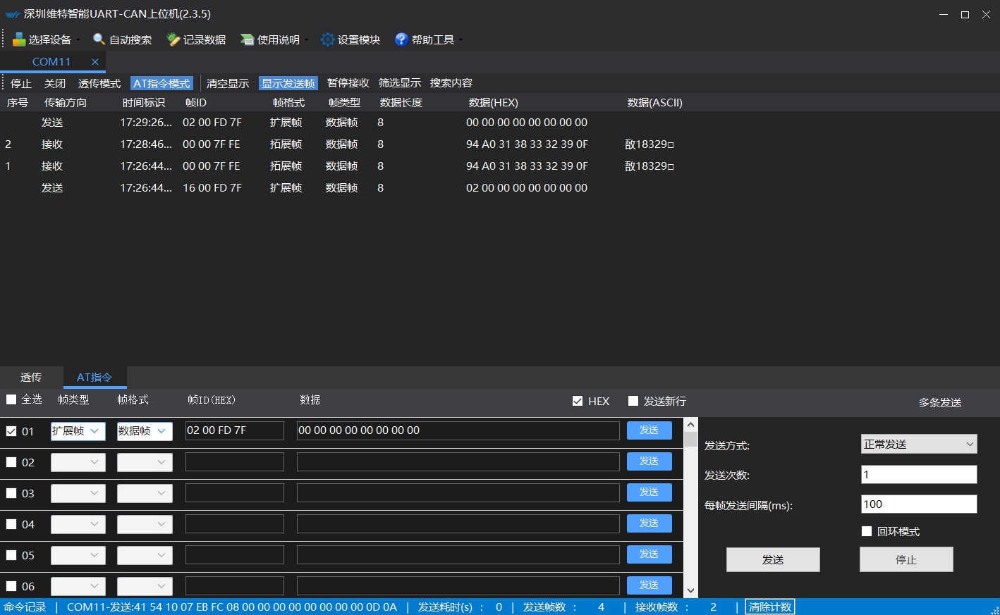 深圳维特智能UART-CAN上位机(2.3.5)
选择设备 自动搜索 记录数据 使用说明 设置模块 帮助工具
COM11 ×
停止 关闭 透传模式 AT指令模式 清空显示 显示发送帧 暂停接收 筛选显示 搜索内容
序号 传输方向 时间标识 帧ID 帧格式 帧类型 数据长度 数据(HEX) 数据(ASCII)
发送 17:29:26... 02 00 FD 7F 扩展帧 数据帧 8 00 00 00 00 00 00 00 00
2 接收 17:28:46... 00 00 7F FE 拓展帧 数据帧 8 94 A0 31 38 33 32 39 0F 敔18329□
1 接收 17:26:44... 00 00 7F FE 拓展帧 数据帧 8 94 A0 31 38 33 32 39 0F 敔18329□
发送 17:26:44... 16 00 FD 7F 扩展帧 数据帧 8 02 00 00 00 00 00 00 00
透传 AT指令
全选 帧类型 帧格式 帧ID(HEX) 数据 HEX 发送新行 多条发送
01 扩展帧 数据帧 02 00 FD 7F 00 00 00 00 00 00 00 00 发送
02 发送
03 发送
04 发送
05 发送
06 发送
发送方式: 正常发送
发送次数: 1
每帧发送间隔(ms): 100
回环模式
发送 停止
命令记录 | COM11-发送:41 54 10 07 EB FC 08 00 00 00 00 00 00 00 00 0D 0A | 发送耗时(s) : 0 | 发送帧数 : 4 | 接收帧数 : 2 | 清除计数